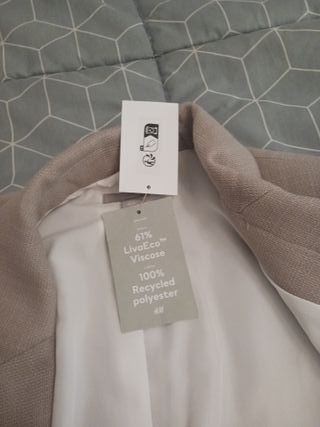 61%
LivaEco™
Viscose
100%
Recycled
polyester
H&M